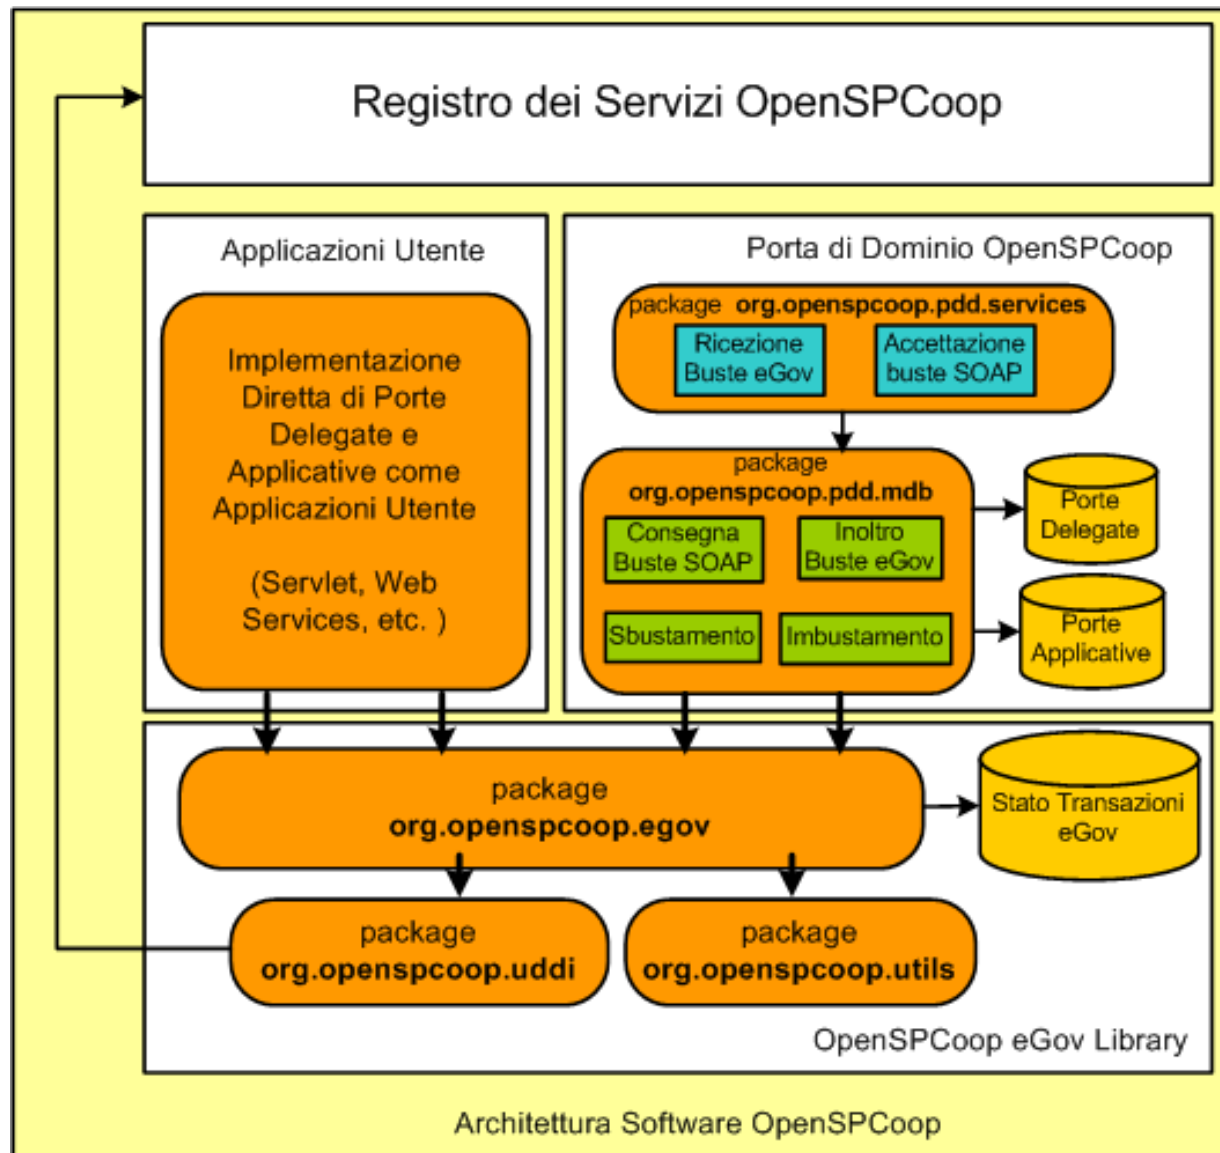 Registro dei Servizi OpenSPCoop
Applicazioni Utente
Implementazione
Diretta di Porte
Delegate e
Applicative come
Applicazioni Utente
(Servlet, Web
Services, etc. )
Porta di Dominio OpenSPCoop
package org.openspcoop.pdd.services
Ricezione
Buste eGov
Accettazione
buste SOAP
package
org.openspcoop.pdd.mdb
Consegna
Buste SOAP
Inoltro
Buste eGov
Sbustamento
Imbustamento
Porte
Delegate
Porte
Applicative
package
org.openspcoop.egov
Stato Transazioni
eGov
package
org.openspcoop.uddi
package
org.openspcoop.utils
OpenSPCoop eGov Library
Architettura Software OpenSPCoop